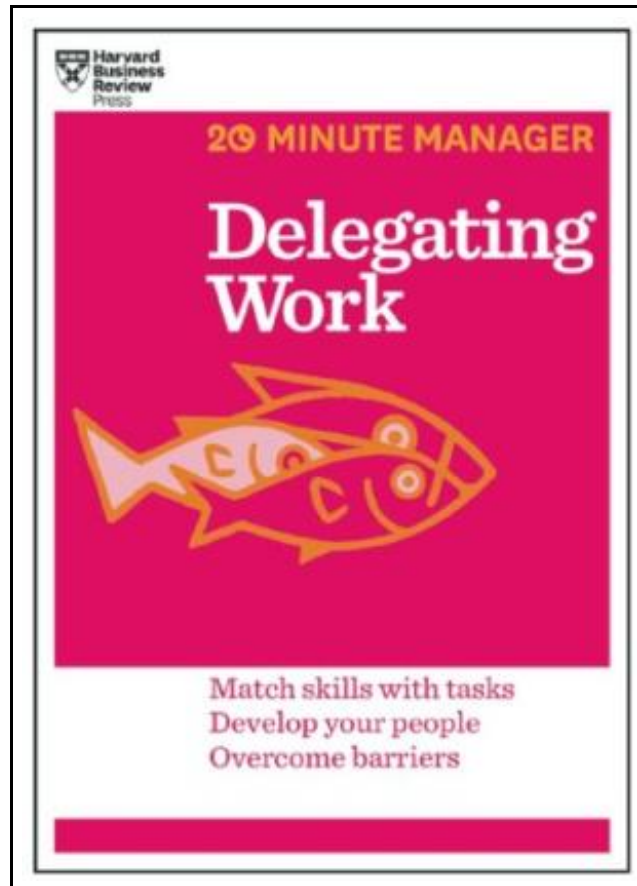 Harvard
Business
Review
Press
20 MINUTE MANAGER
Delegating
Work
Match skills with tasks
Develop your people
Overcome barriers